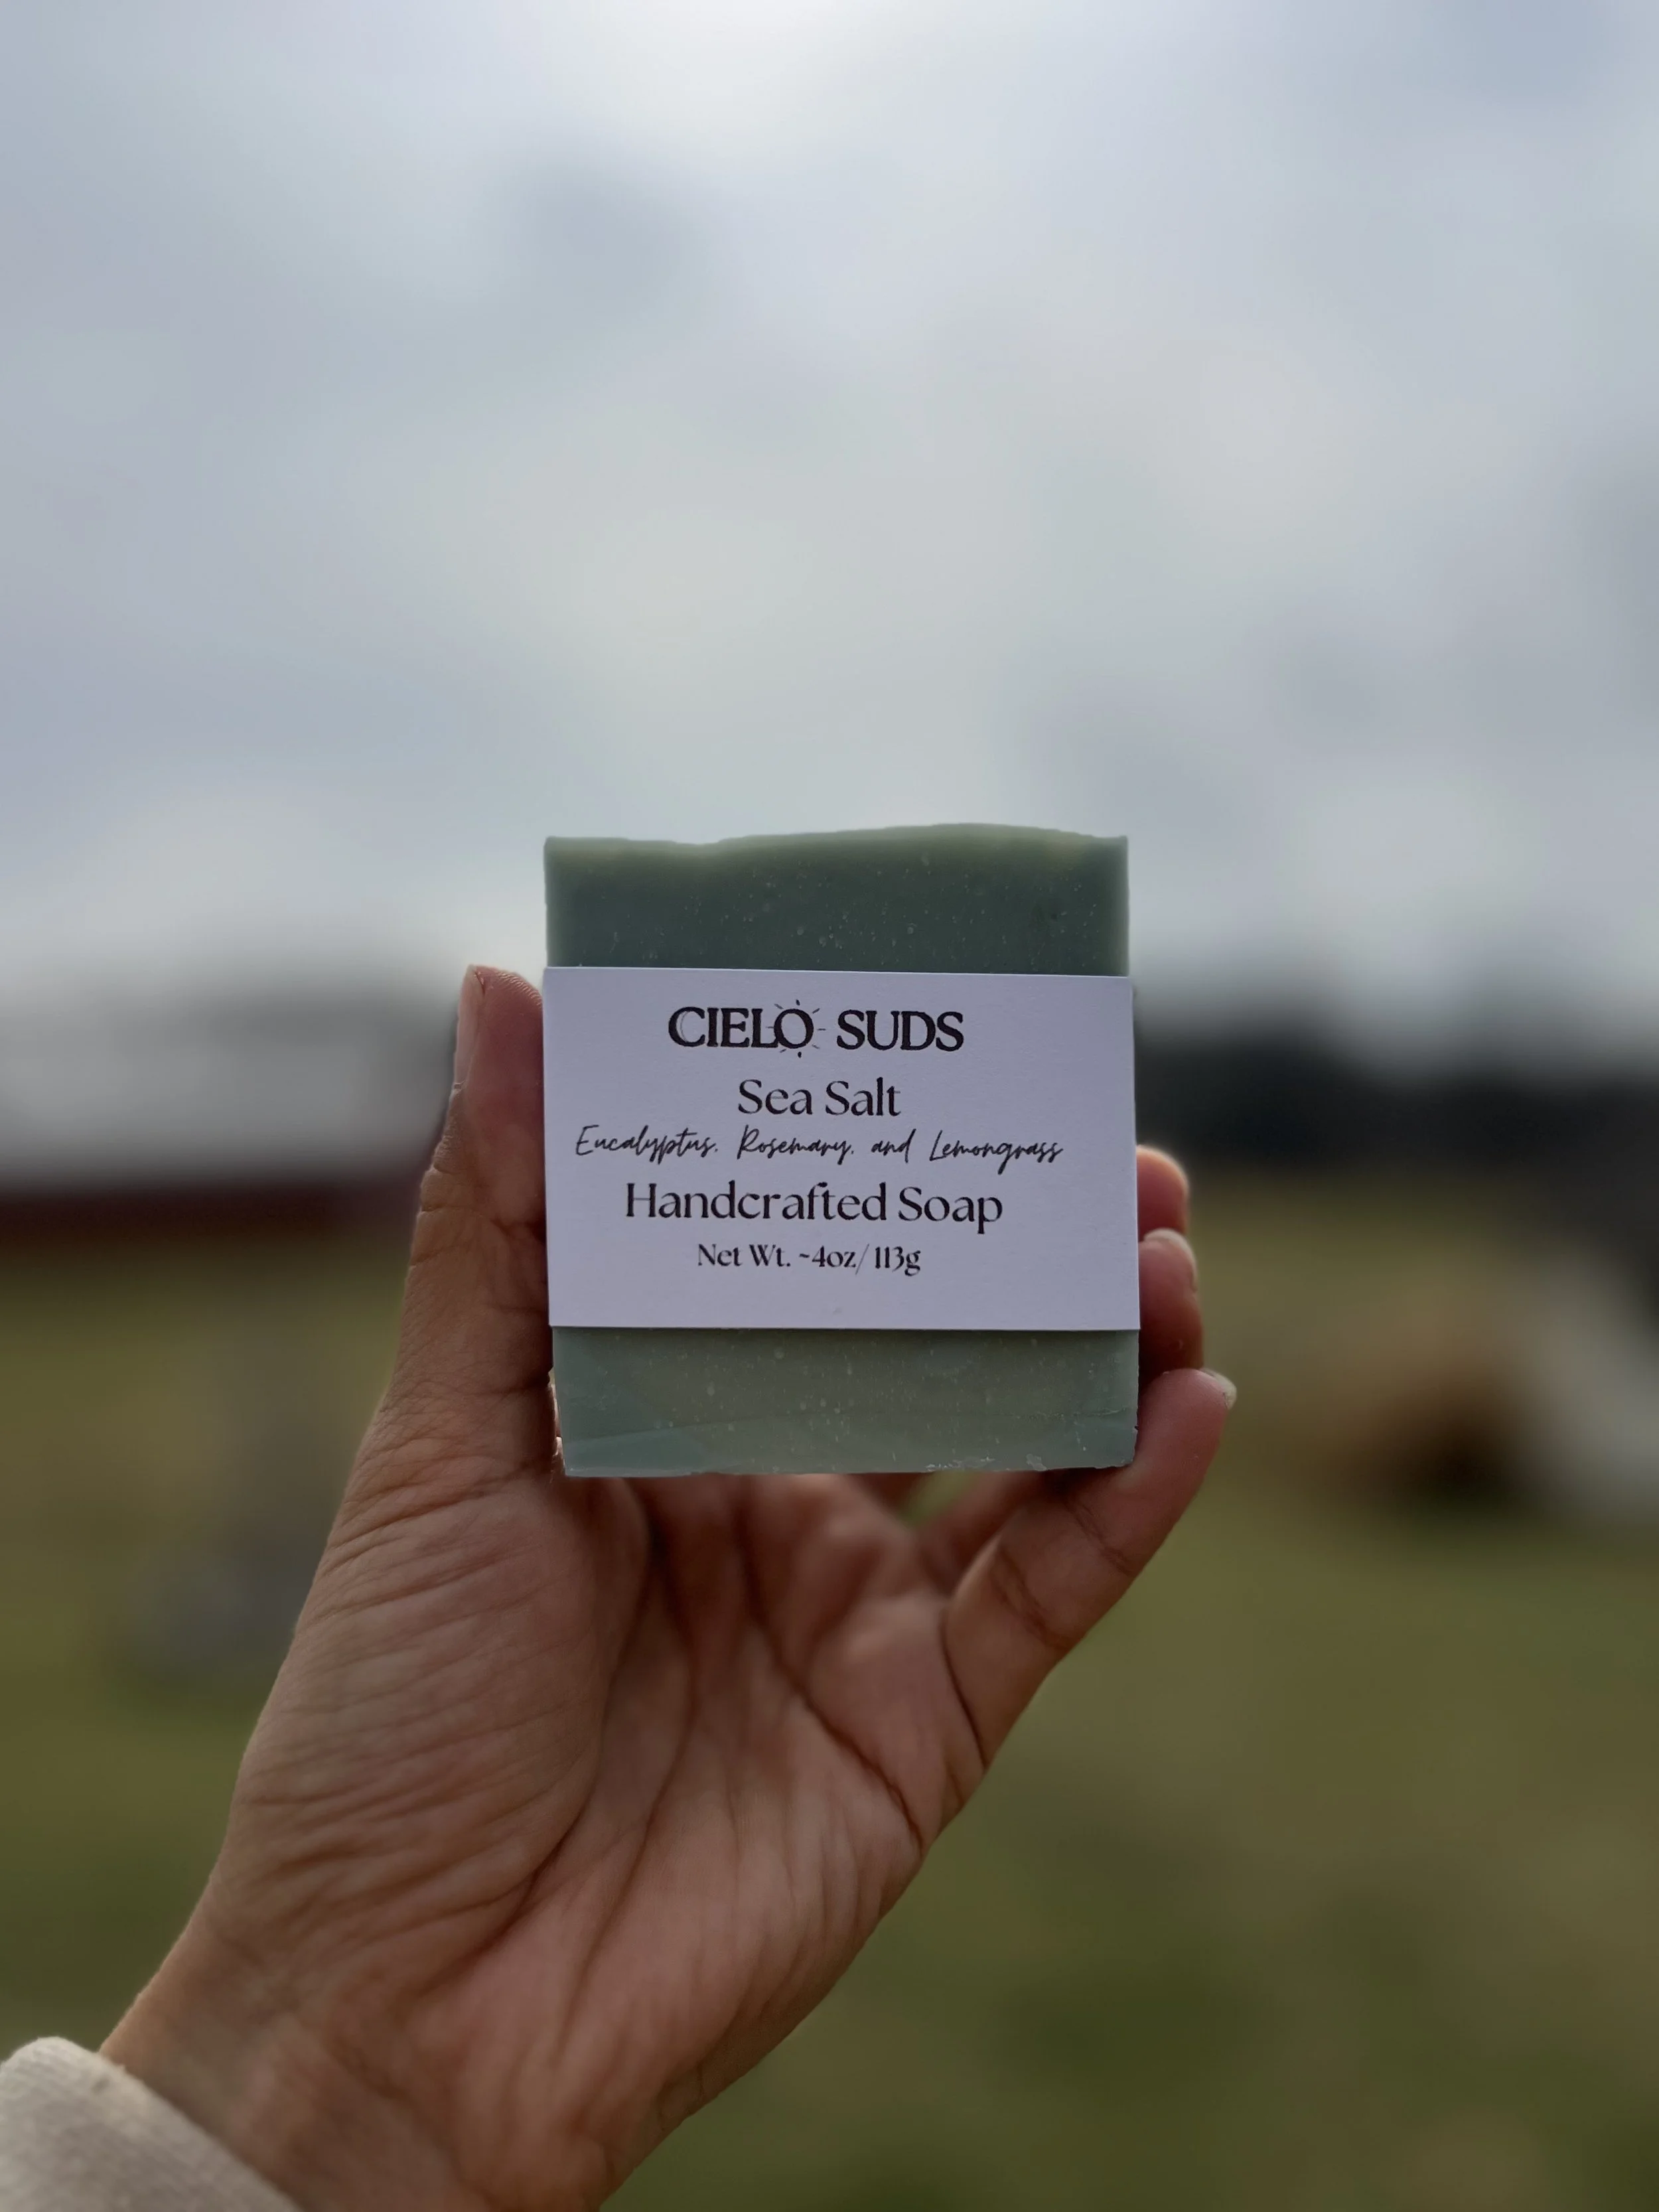 CIELO SUDS
Sea Salt
Eucalyptus, Rosemary, and Lemongrass
Handcrafted Soap
Net Wt. ~4oz/ 113g